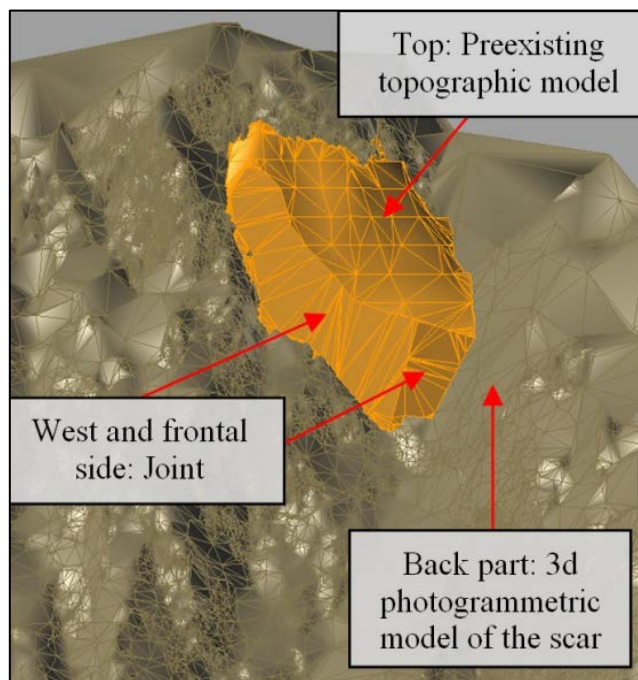 Top: Preexisting
topographic model
West and frontal
side: Joint
Back part: 3d
photogrammetric
model of the scar